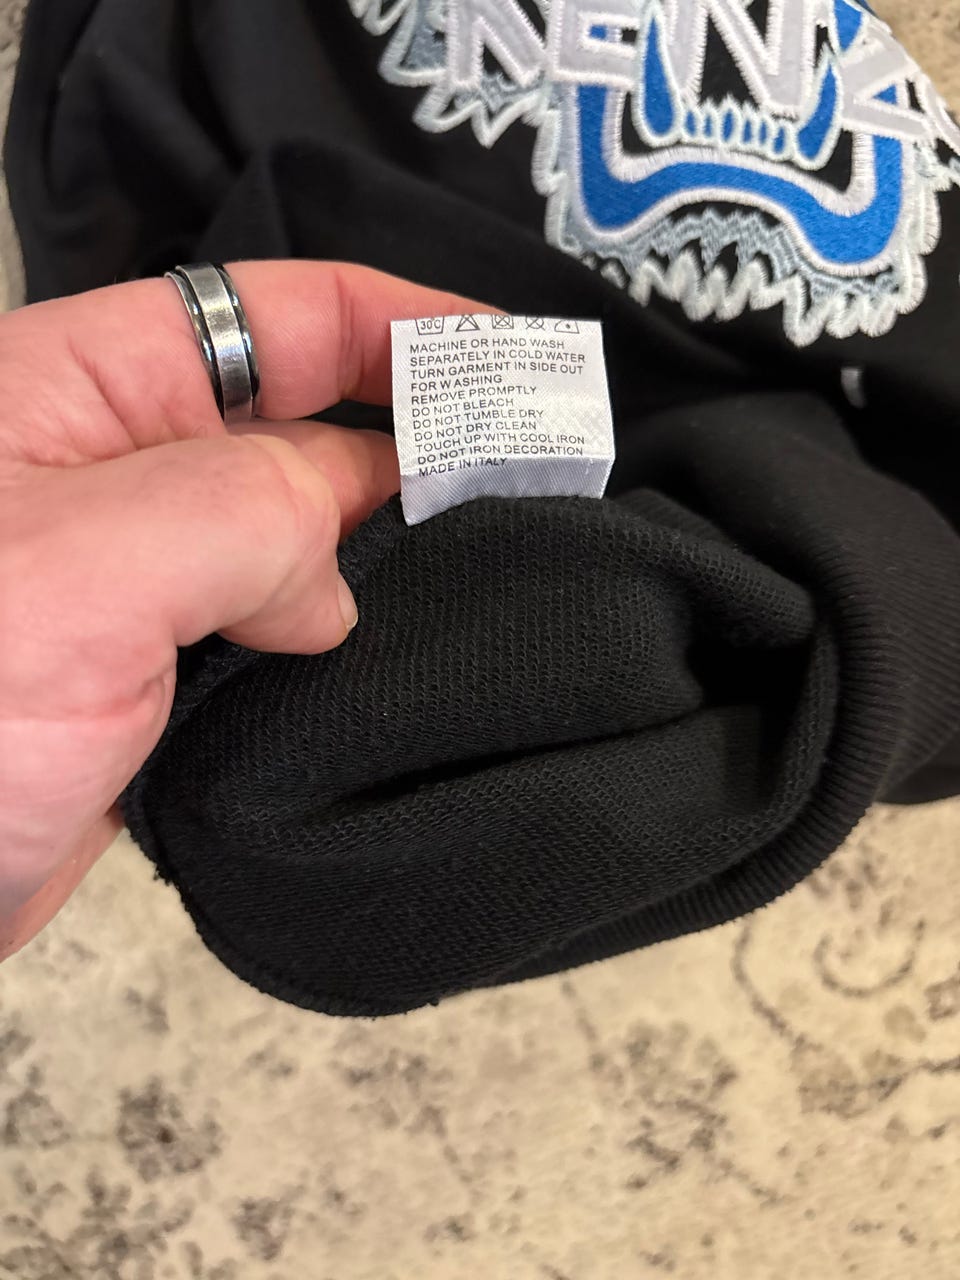 KENZO
30C
MACHINE OR HAND WASH
SEPARATELY IN COLD WATER
TURN GARMENT IN SIDE OUT
FOR WASHING
REMOVE PROMPTLY
DO NOT BLEACH
DO NOT TUMBLE DRY
DO NOT DRY CLEAN
TOUCH UP WITH COOL IRON
DO NOT IRON DECORATION
MADE IN ITALY